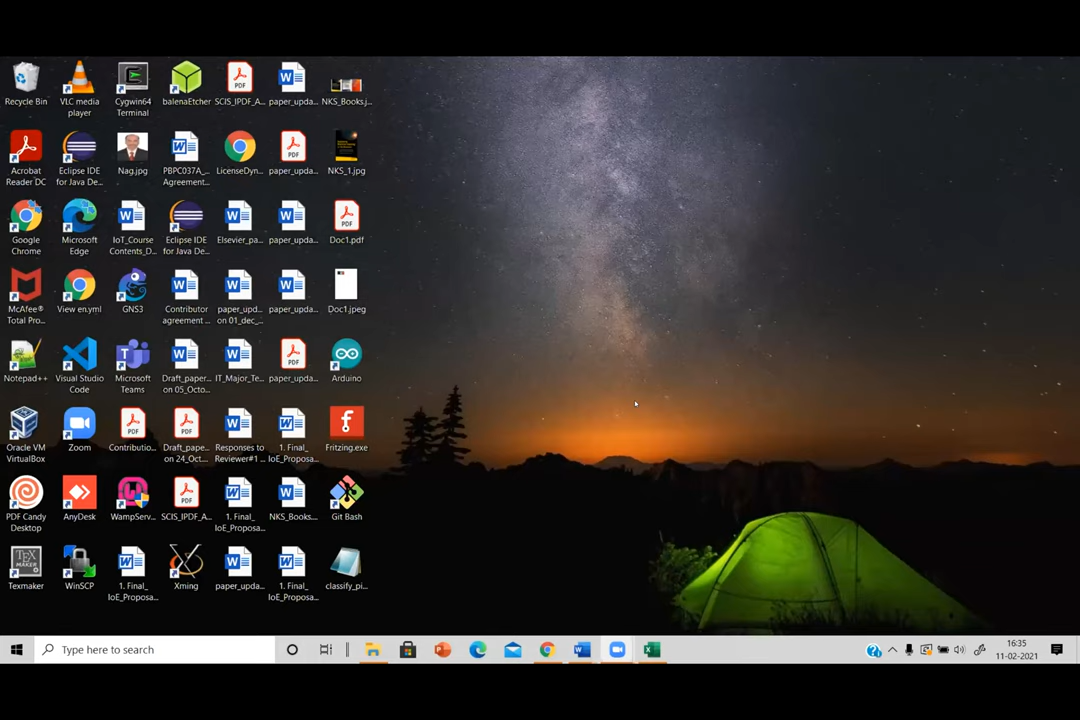 Recycle Bin
VLC media
player
Cygwin64
Terminal
balenaEtcher
SCIS_IPDF_A...
paper_upda...
NKS_Books.j...
Acrobat
Reader DC
Eclipse IDE
for Java De...
Nag.jpg
PBPC037A_...
Agreement...
LicenseDyn...
paper_upda...
NKS_1.jpg
Google
Chrome
Microsoft
Edge
IoT_Course
Contents_D...
Eclipse IDE
for Java De...
Elsevier_pa...
paper_upda...
Doc1.pdf
McAfee®
Total Pro...
View en.yml
GNS3
Contributor
agreement ...
paper_upd...
on 01_dec_...
paper_upda...
Doc1.jpeg
Notepad++
Visual Studio
Code
Microsoft
Teams
Draft_paper...
on 05_Octo...
IT_Major_Te...
paper_upda...
Arduino
Oracle VM
VirtualBox
Zoom
Contributio...
Draft_pape...
on 24_Oct...
Responses to
Reviewer#1 ...
1. Final_
IoE_Proposa...
Fritzing.exe
PDF Candy
Desktop
AnyDesk
WampServ...
SCIS_IPDF_A...
1. Final_
IoE_Proposa...
NKS_Books....
Git Bash
Texmaker
WinSCP
1. Final_
IoE_Proposa...
Xming
paper_upda...
1. Final_
IoE_Proposa...
classify_pi...
Type here to search
16:35
11-02-2021